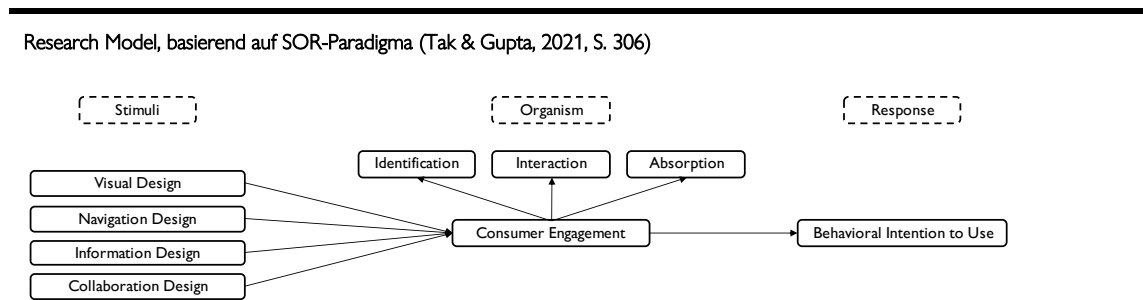 Research Model, basierend auf SOR-Paradigma (Tak & Gupta, 2021, S. 306)
Stimuli
Organism
Response
Identification
Interaction
Absorption
Visual Design
Navigation Design
Consumer Engagement
Behavioral Intention to Use
Information Design
Collaboration Design